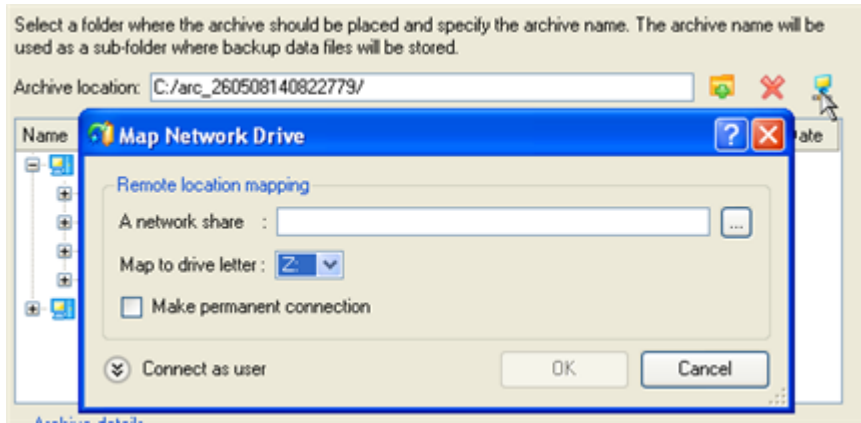 Select a folder where the archive should be placed and specify the archive name. The archive name will be
used as a sub-folder where backup data files will be stored.
Archive location: C:/arc_260508140822779/
Name
ate
Map Network Drive
Remote location mapping
A network share :
...
Map to drive letter : Z:
Make permanent connection
Connect as user
OK
Cancel
Archive details